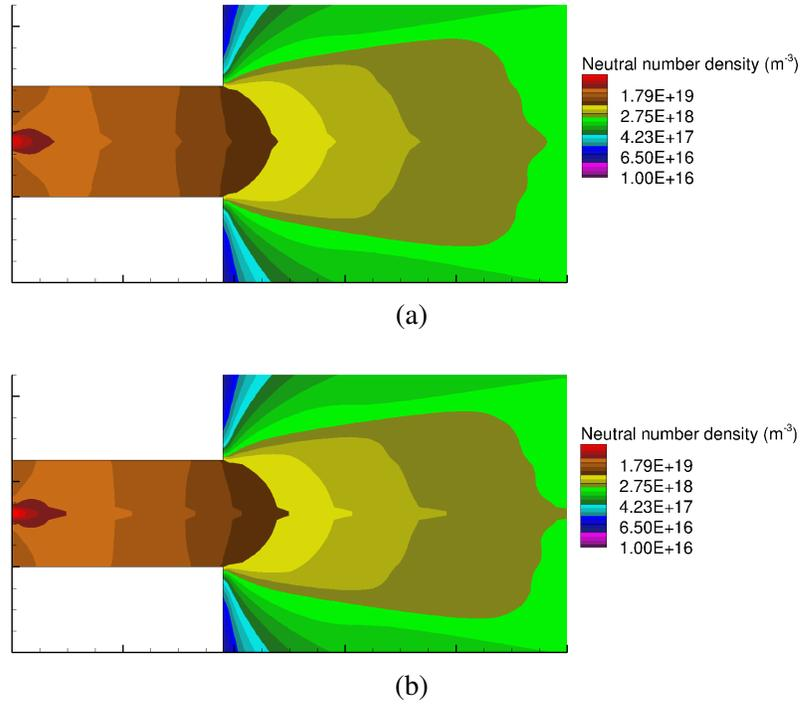 Neutral number density (m-3)
1.79E+19
2.75E+18
4.23E+17
6.50E+16
1.00E+16
(a)
Neutral number density (m-3)
1.79E+19
2.75E+18
4.23E+17
6.50E+16
1.00E+16
(b)